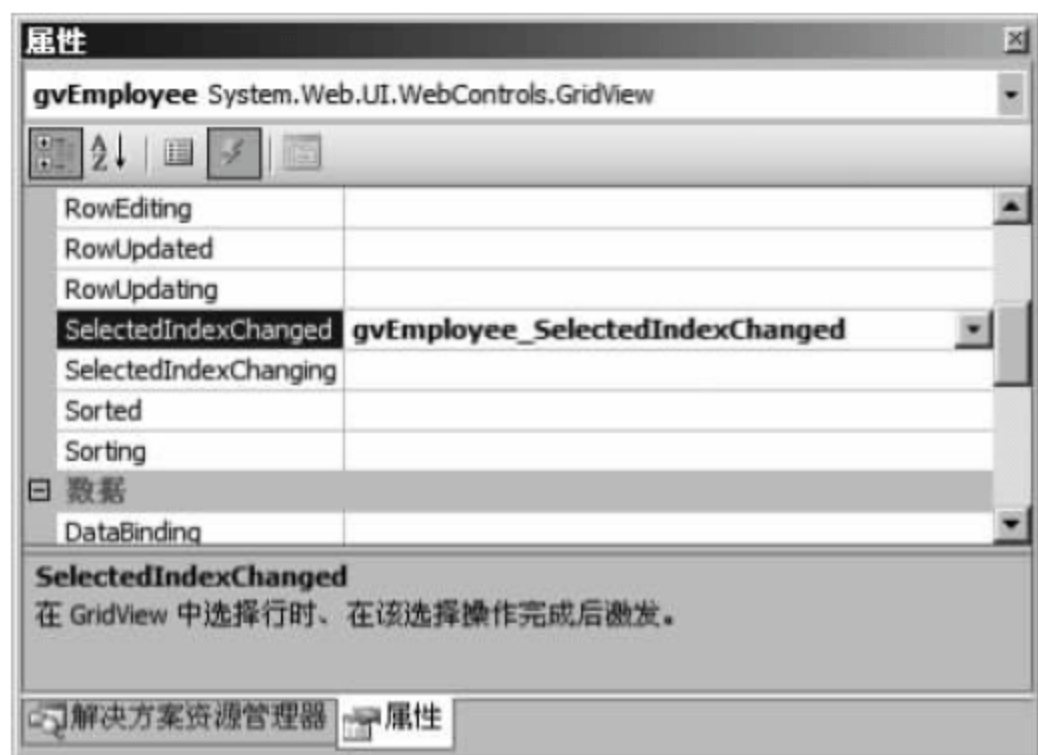 属性
gvEmployee System.Web.UI.WebControls.GridView
RowEditing
RowUpdated
RowUpdating
SelectedIndexChanged gvEmployee_SelectedIndexChanged
SelectedIndexChanging
Sorted
Sorting
数据
DataBinding
SelectedIndexChanged
在 GridView 中选择行时、在该选择操作完成后激发。
解决方案资源管理器 属性